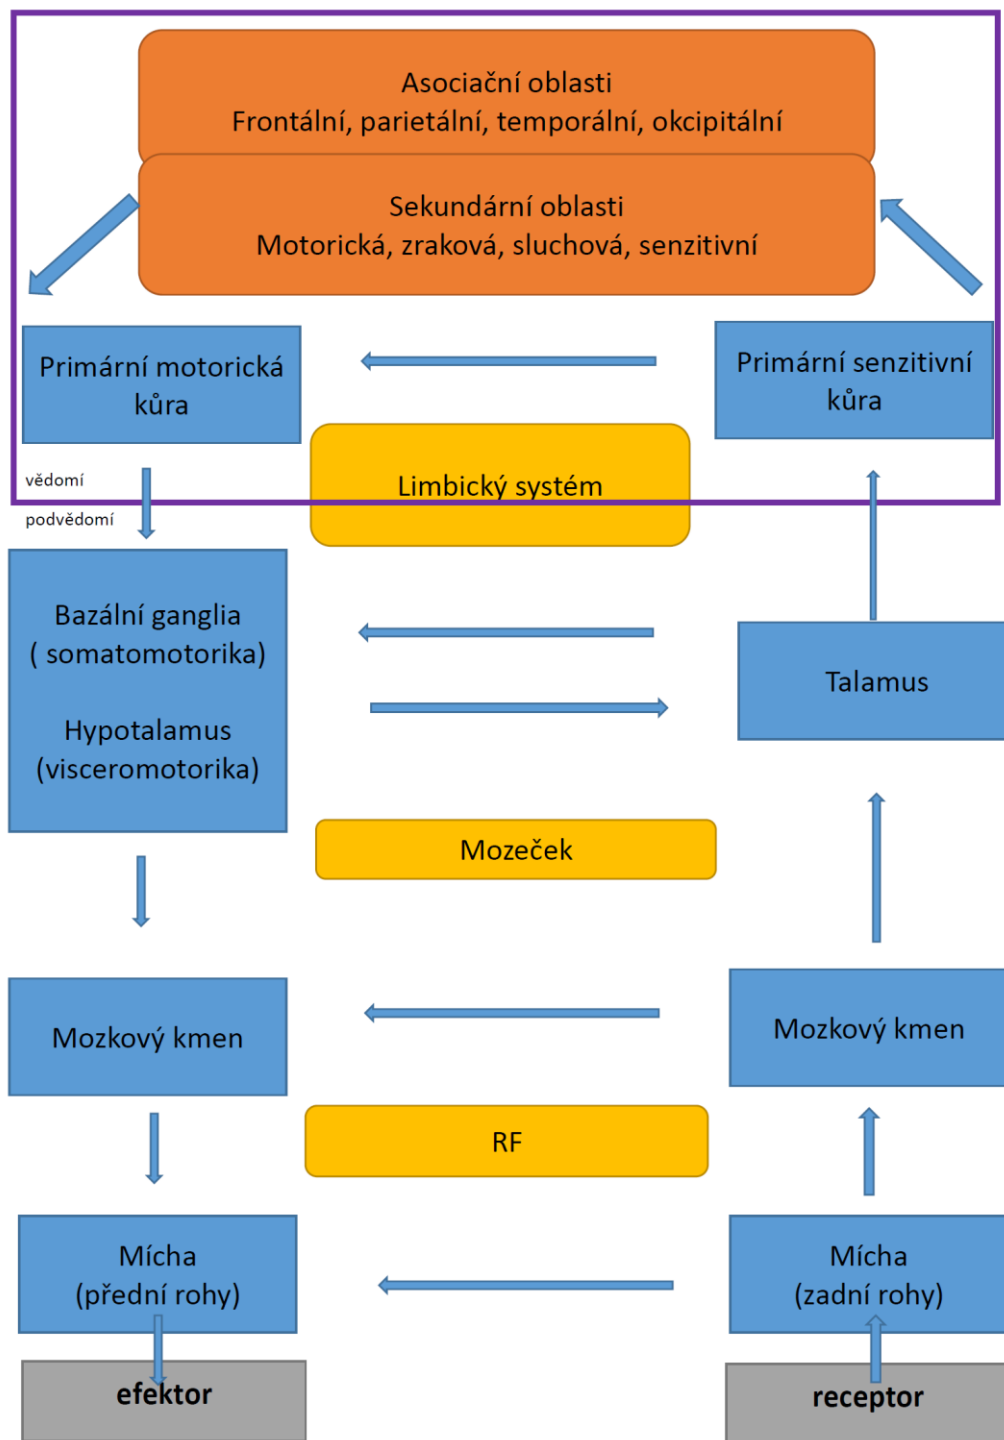 Asociační oblasti
Frontální, parietální, temporální, okcipitální
Sekundární oblasti
Motorická, zraková, sluchová, senzitivní
Primární motorická
kůra
Primární senzitivní
kůra
vědomí
podvědomí
Limbický systém
Bazální ganglia
( somatomotorika)
Hypotalamus
(visceromotorika)
Talamus
Mozeček
Mozkový kmen
Mozkový kmen
RF
Mícha
(přední rohy)
Mícha
(zadní rohy)
efektor
receptor